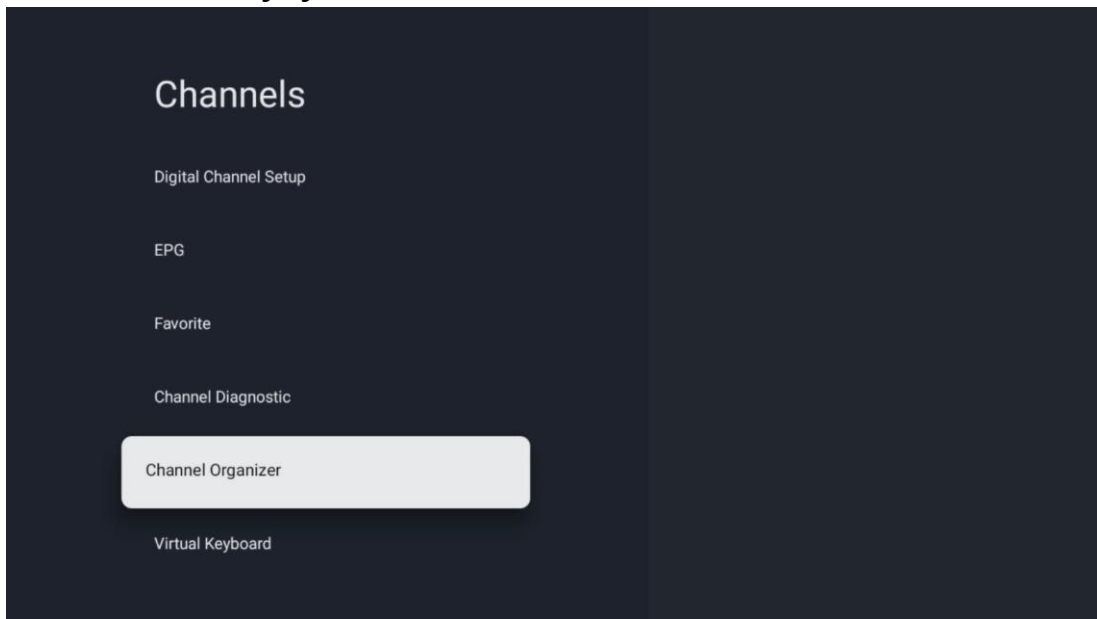 Channels
Digital Channel Setup
EPG
Favorite
Channel Diagnostic
Channel Organizer
Virtual Keyboard